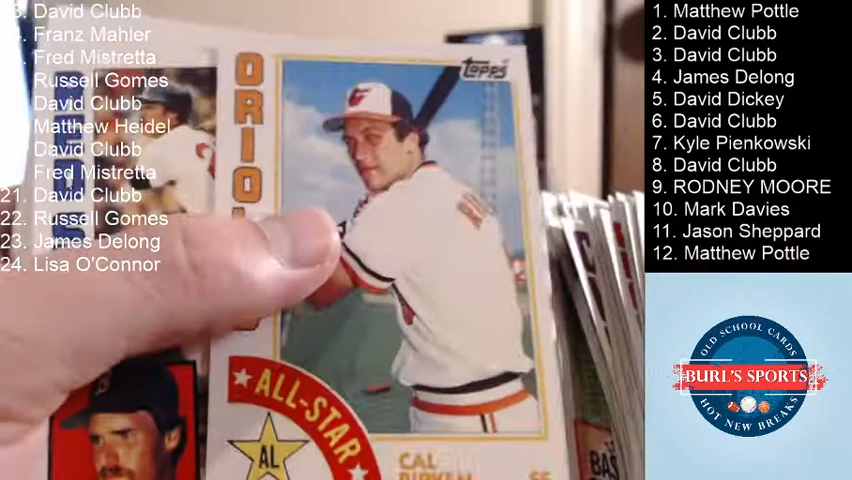 David Clubb
Franz Mahler
Fred Mistretta
Russell Gomes
David Clubb
Matthew Heidel
David Clubb
Fred Mistretta
21. David Clubb
22. Russell Gomes
23. James Delong
24. Lisa O'Connor
topps
ALL-STAR
AL
CAL
SS
1. Matthew Pottle
2. David Clubb
3. David Clubb
4. James Delong
5. David Dickey
6. David Clubb
7. Kyle Pienkowski
8. David Clubb
9. RODNEY MOORE
10. Mark Davies
11. Jason Sheppard
12. Matthew Pottle
OLD SCHOOL CARDS
BURL'S SPORTS
HOT NEW BREAKS